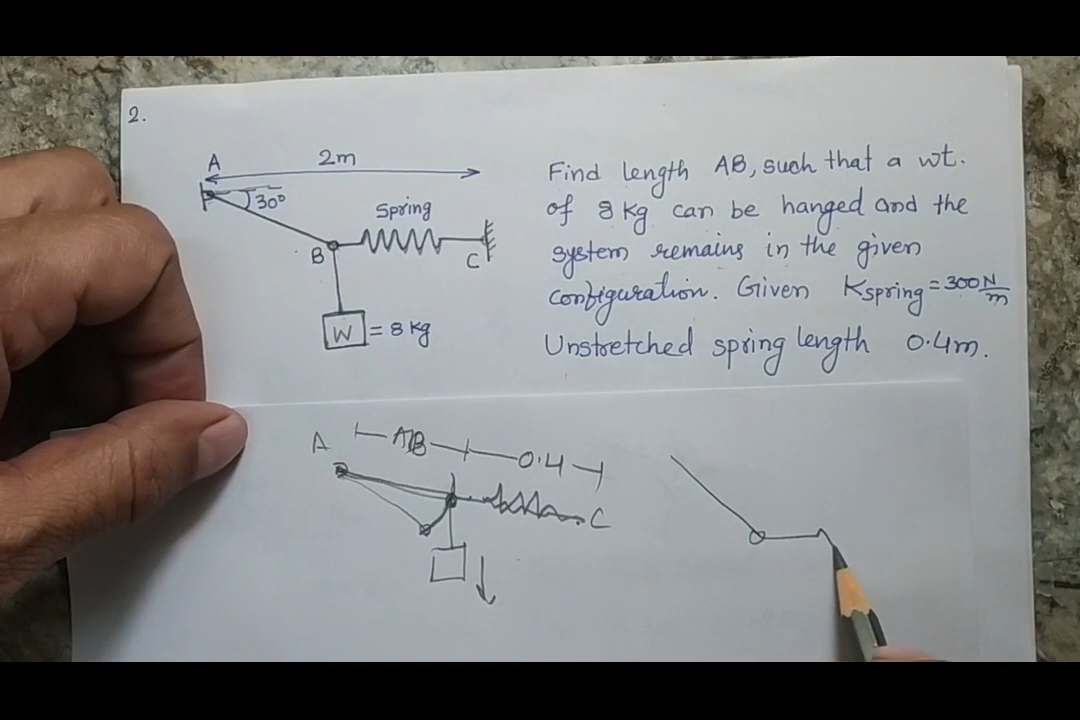 2.
A
2m
30°
Spring
B
C
W = 8 kg
Find length AB, such that a wt.
of 8 kg can be hanged and the
system remains in the given
configuration. Given Kspring = 300 N/m
Unstretched spring length 0.4m.
A
AB
0.4
C